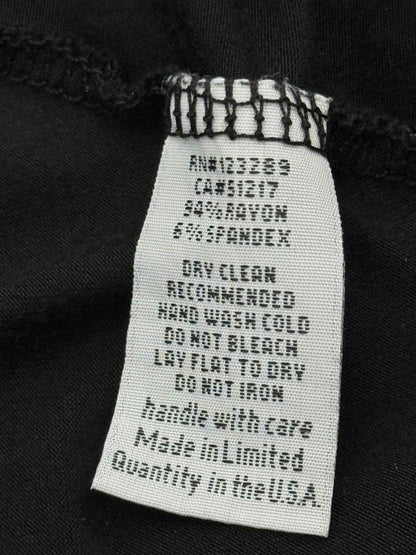 RN#123289
CA#51217
94%RAYON
6%SPANDEX
DRY CLEAN
RECOMMENDED
HAND WASH COLD
DO NOT BLEACH
LAY FLAT TO DRY
DO NOT IRON
handle with care
Made in Limited
Quantity in the U.S.A.